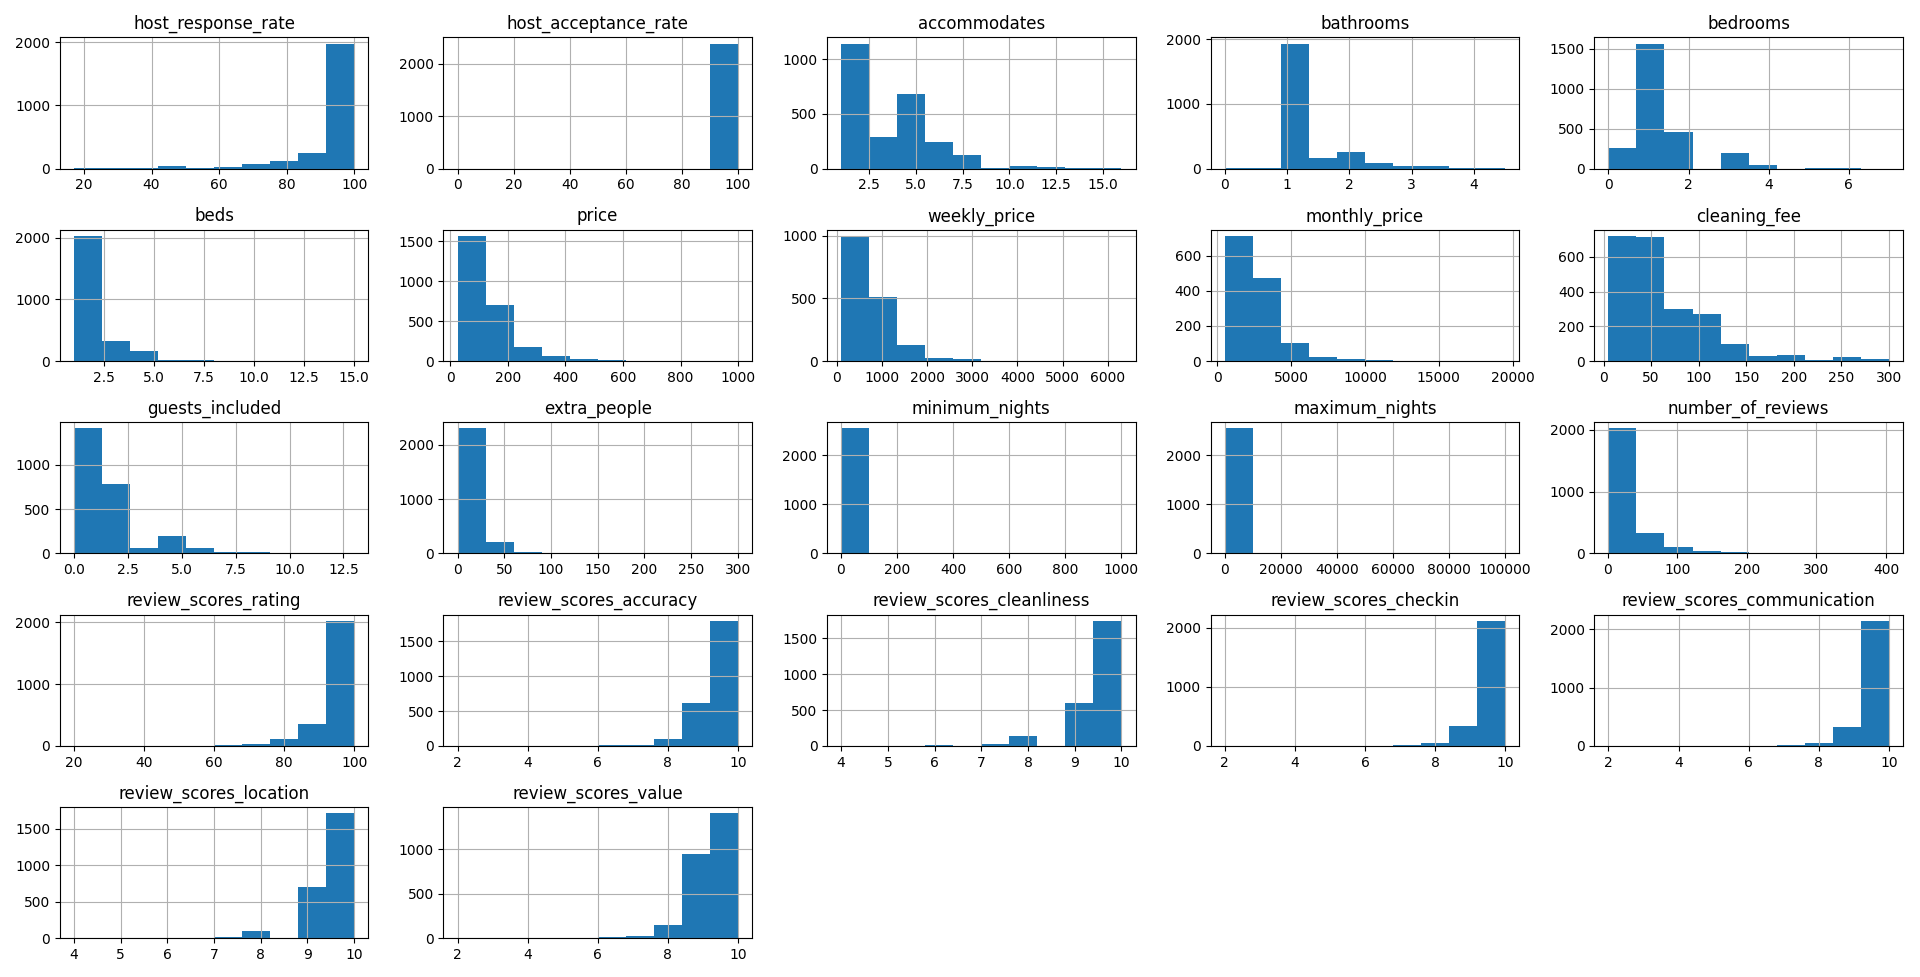 host_response_rate host_acceptance_rate accommodates bathrooms bedrooms
2000 2000 1000 2000 1500
1000 1000 500 1000 1000
0 0 0 0 500
0
20 40 60 80 100 0 20 40 60 80 100 2.5 5.0 7.5 10.0 12.5 15.0 0 1 2 3 4 0 2 4 6
beds price weekly_price monthly_price cleaning_fee
2000 1500 1000 600 600
1000 1000 500 400 400
0 500 0 200 200
0 0 0
2.5 5.0 7.5 10.0 12.5 15.0 0 200 400 600 800 1000 0 1000 2000 3000 4000 5000 6000 0 5000 10000 15000 20000 0 50 100 150 200 250 300
guests_included extra_people minimum_nights maximum_nights number_of_reviews
1000 2000 2000 2000 2000
500 1000 1000 1000 1000
0 0 0 0 0
0.0 2.5 5.0 7.5 10.0 12.5 0 50 100 150 200 250 300 0 200 400 600 800 1000 0 20000 40000 60000 80000 100000 0 100 200 300 400
review_scores_rating review_scores_accuracy review_scores_cleanliness review_scores_checkin review_scores_communication
2000 1500 1500 2000 2000
1000 1000 1000 1000 1000
0 500 500 0 0
0 0
20 40 60 80 100 2 4 6 8 10 4 5 6 7 8 9 10 2 4 6 8 10 2 4 6 8 10
review_scores_location review_scores_value
1500 1000
1000 500
500 0
0
4 5 6 7 8 9 10 2 4 6 8 10